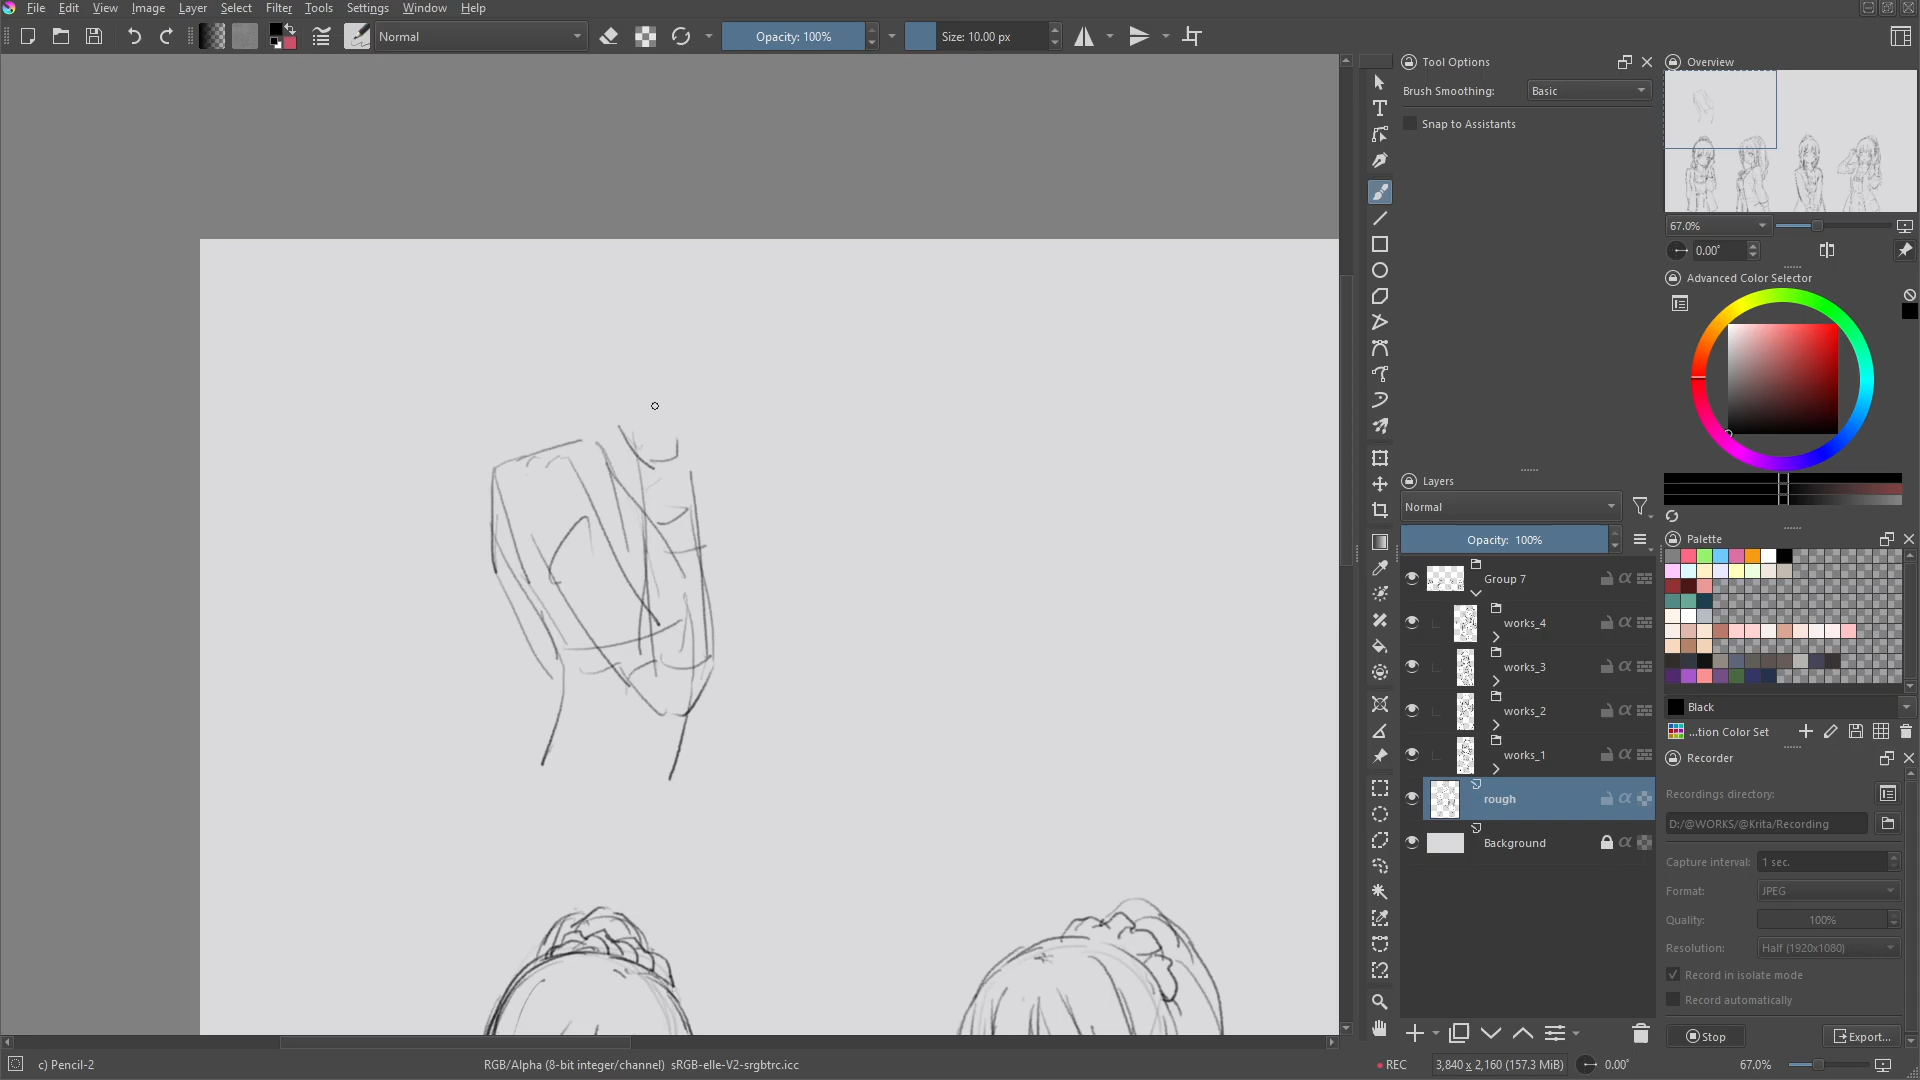 File Edit View Image Layer Select Filter Tools Settings Window Help
Normal
Opacity: 100%
Size: 10.00 px
Tool Options
Brush Smoothing: Basic
Snap to Assistants
Overview
67.0%
0.00°
Advanced Color Selector
Layers
Normal
Opacity: 100%
Group 7
works_4
works_3
works_2
works_1
rough
Background
Palette
Black
...tion Color Set
Recorder
Recordings directory:
D:/@WORKS/@Krita/Recording
Capture interval: 1 sec.
Format: JPEG
Quality: 100%
Resolution: Half (1920x1080)
Record in isolate mode
Record automatically
Stop
Export...
c) Pencil-2
RGB/Alpha (8-bit integer/channel) sRGB-elle-V2-srgbtrc.icc
REC
3,840 x 2,160 (157.3 MiB)
0.00°
67.0%